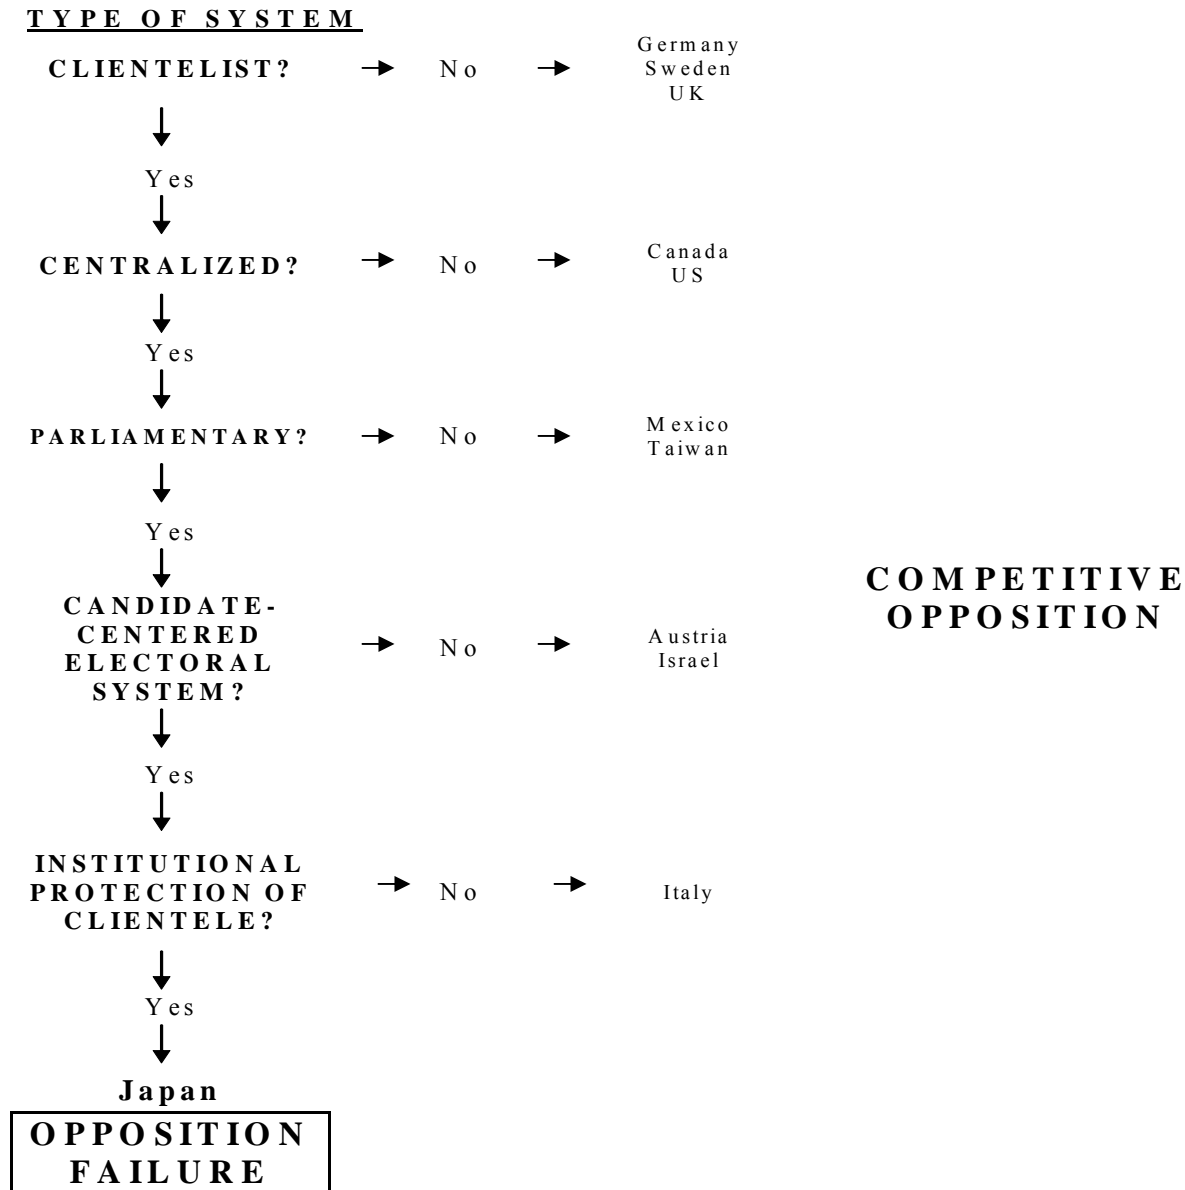 TYPE OF SYSTEM
CLIENTELIST?
No
Germany
Sweden
UK
Yes
CENTRALIZED?
No
Canada
US
Yes
PARLIAMENTARY?
No
Mexico
Taiwan
Yes
CANDIDATE-
CENTERED
ELECTORAL
SYSTEM?
No
Austria
Israel
COMPETITIVE
OPPOSITION
Yes
INSTITUTIONAL
PROTECTION OF
CLIENTELE?
No
Italy
Yes
Japan
OPPOSITION
FAILURE